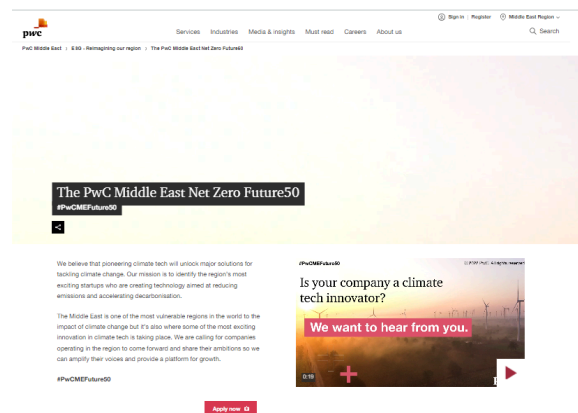 Sign in | Register Middle East Region
pwc
Services Industries Media & insights Must read Careers About us Search
PwC Middle East ESG - Reimagining our region The PwC Middle East Net Zero Future50
The PwC Middle East Net Zero Future50
#PwCMEFuture50
We believe that pioneering climate tech will unlock major solutions for
tackling climate change. Our mission is to identify the region's most
exciting startups who are creating technology aimed at reducing
emissions and accelerating decarbonisation.
The Middle East is one of the most vulnerable regions in the world to the
impact of climate change but it's also where some of the most exciting
innovation in climate tech is taking place. We are calling for companies
operating in the region to come forward and share their ambitions so we
can amplify their voices and provide a platform for growth.
#PwCMEFuture50
Apply now
#PwCMEFuture50 PwC. All rights reserved
Is your company a climate
tech innovator?
We want to hear from you.
0:15